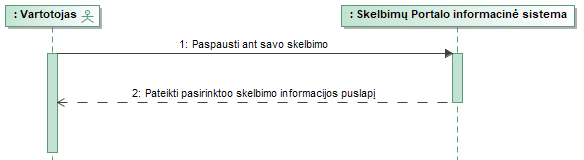 : Vartotojas
: Skelbimų Portalo informacinė sistema
1: Paspausti ant savo skelbimo
2: Pateikti pasirinktoo skelbimo informacijos puslapį